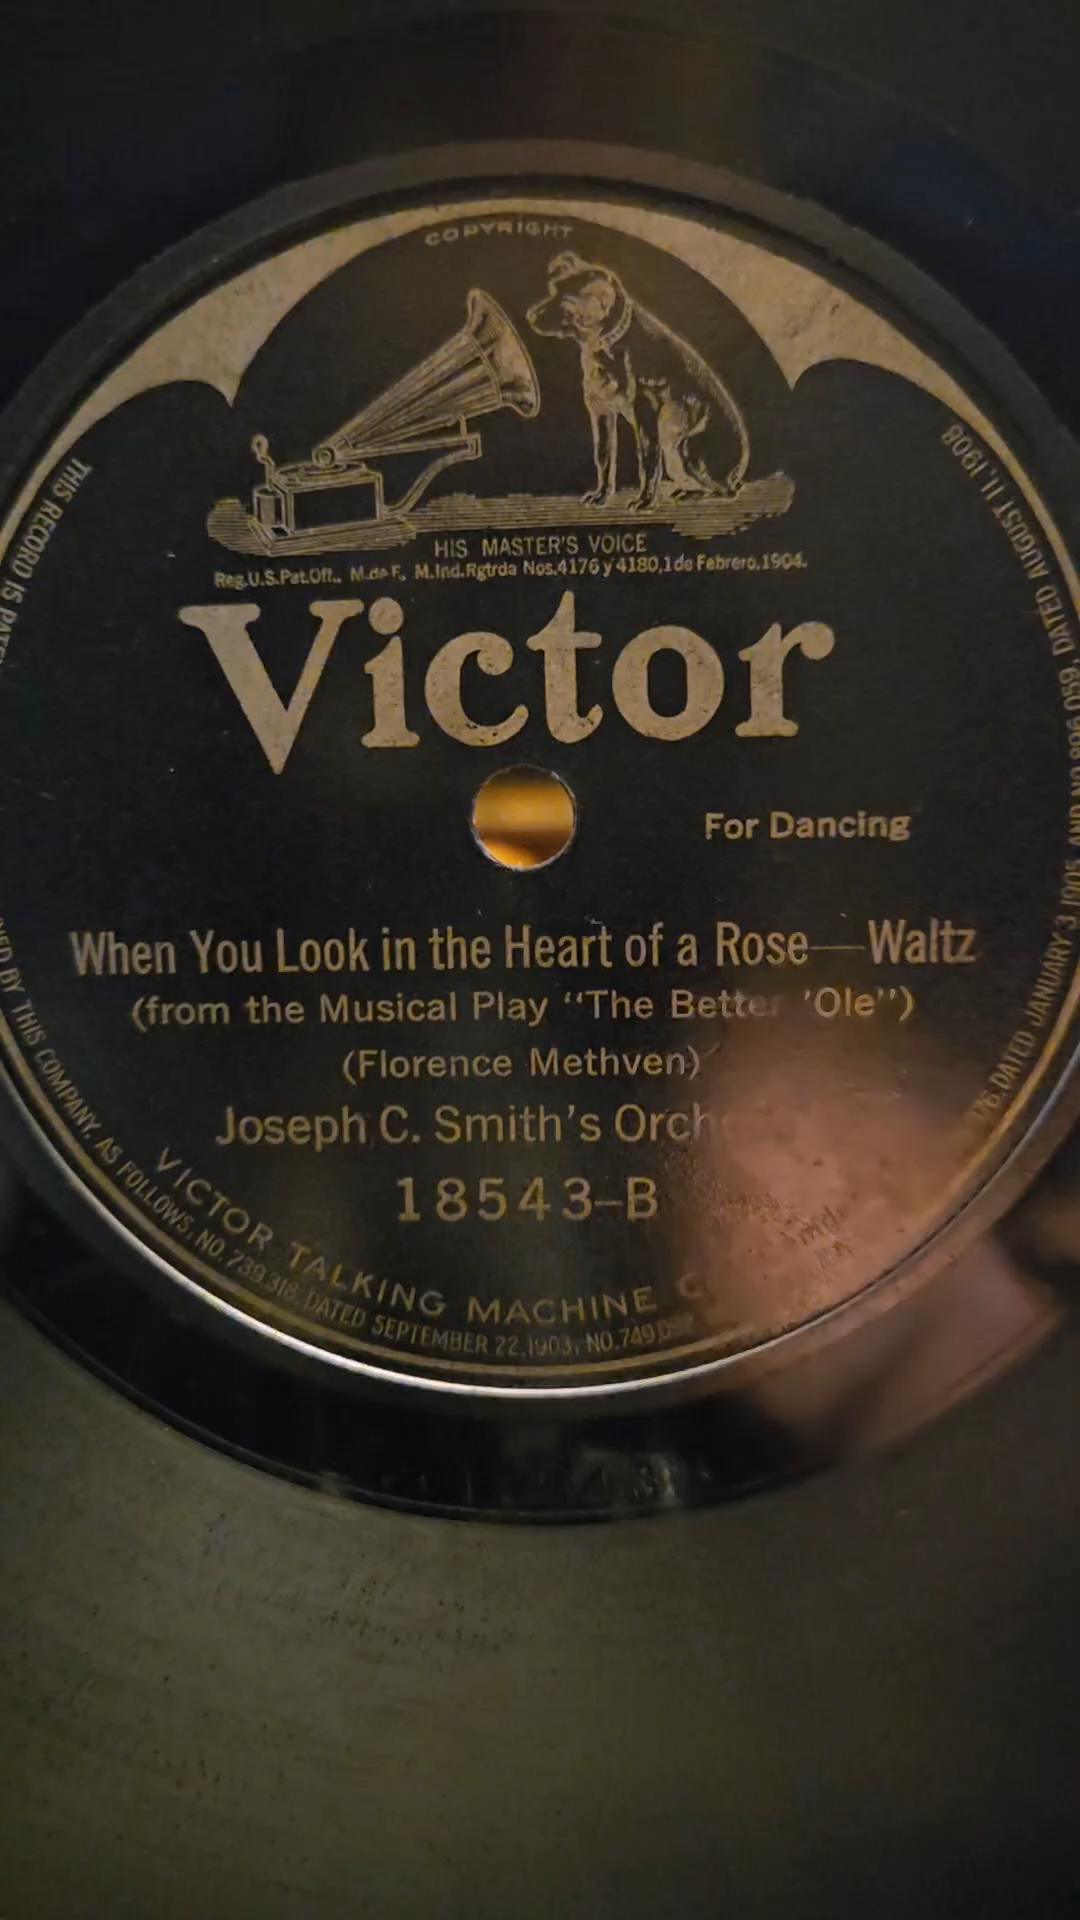 COPYRIGHT
HIS MASTER'S VOICE
Reg.U.S.Pat.Off., M.de F., M.Ind.Rgtrda Nos.4176 y 4180,1 de Febrero,1904.
Victor
For Dancing
When You Look in the Heart of a Rose—Waltz
(from the Musical Play “The Better 'Ole”)
(Florence Methven)
Joseph C. Smith's
18543-B
VICTOR TALKING MACHINE
THIS RECORD IS
BY THIS COMPANY, AS FOLLOWS, NO. 739,318, DATED SEPTEMBER 22,1903, NO.
DATED JANUARY 3 1905 AND NO 896,059, DATED AUGUST 11, 1908